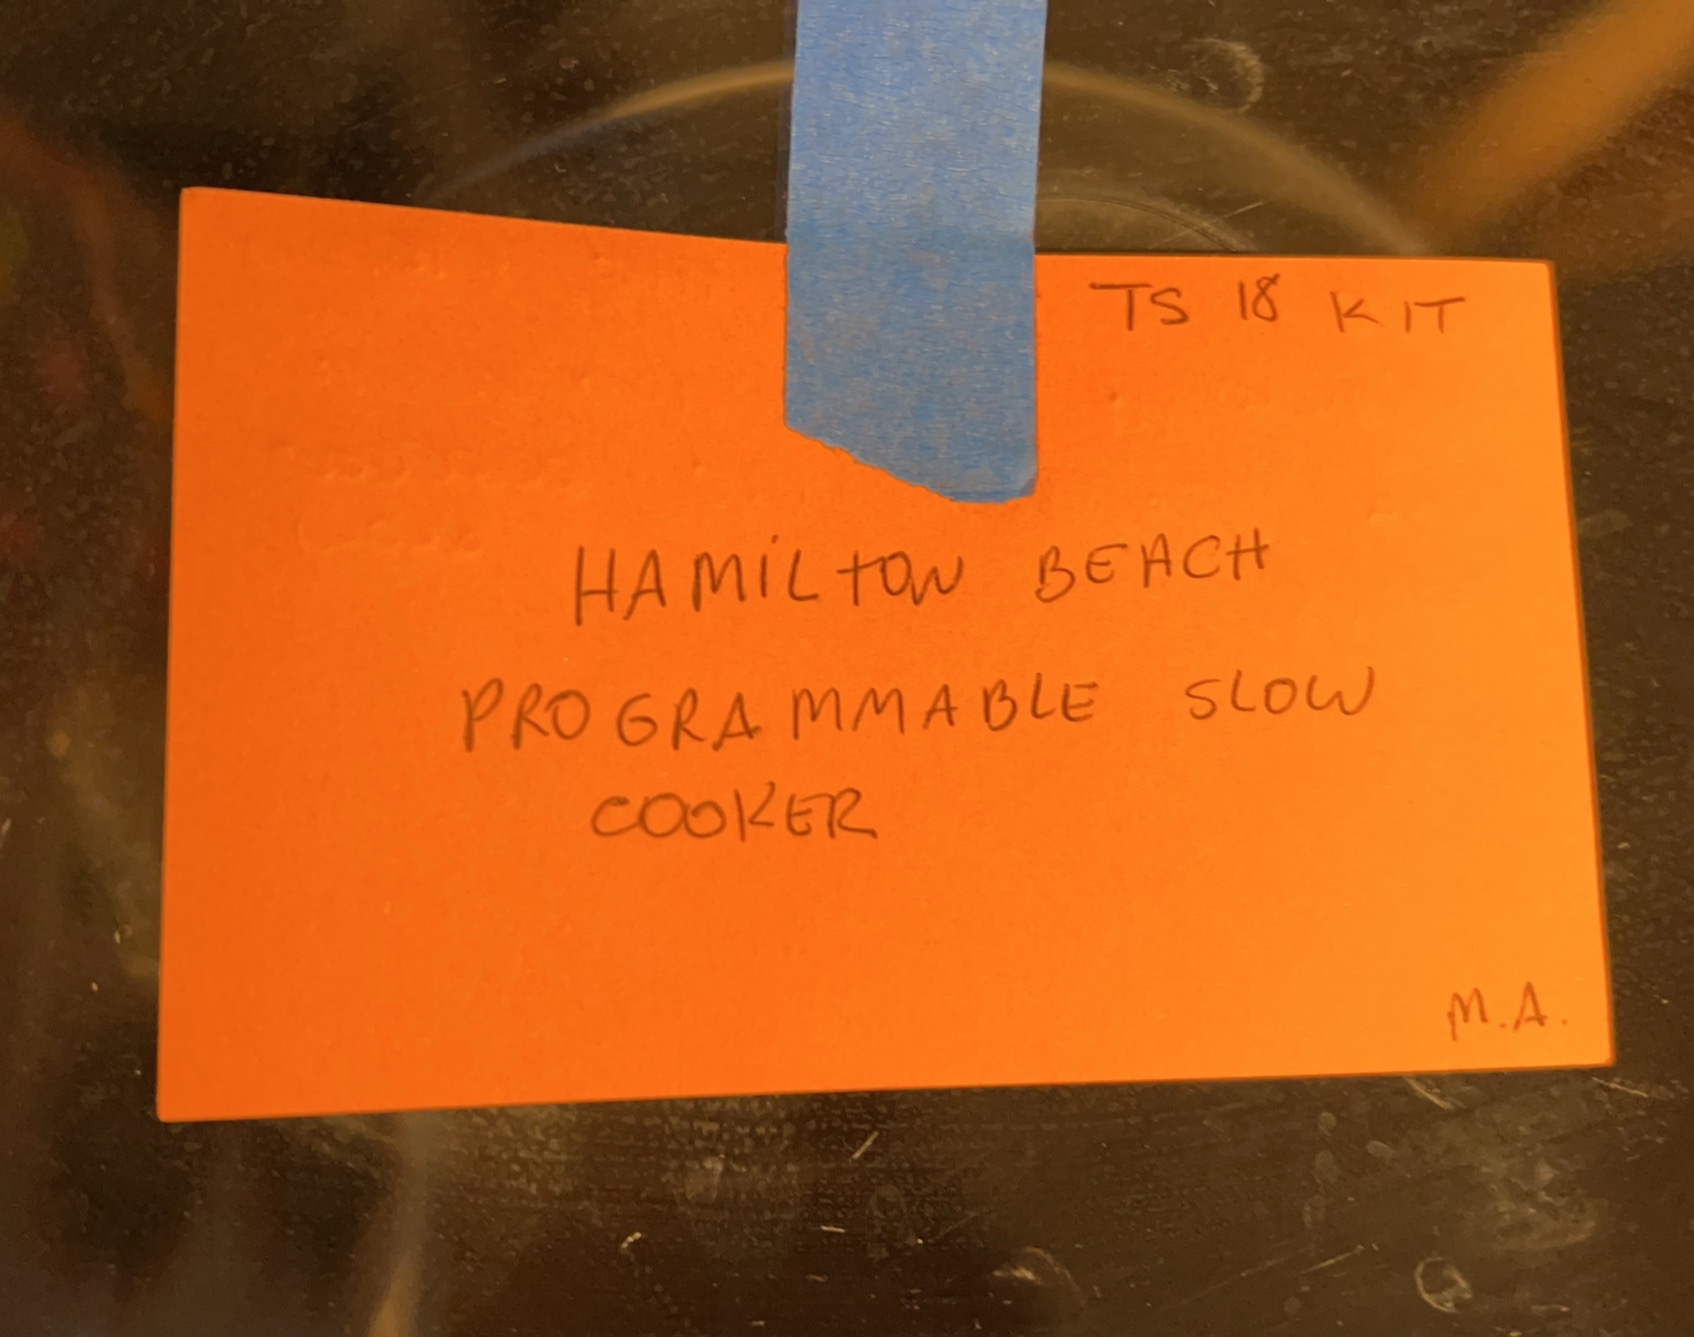 TS 18 KIT
HAMiLtON BEACH
PROGRAMMABLE SLOW
COOKER
M.A.